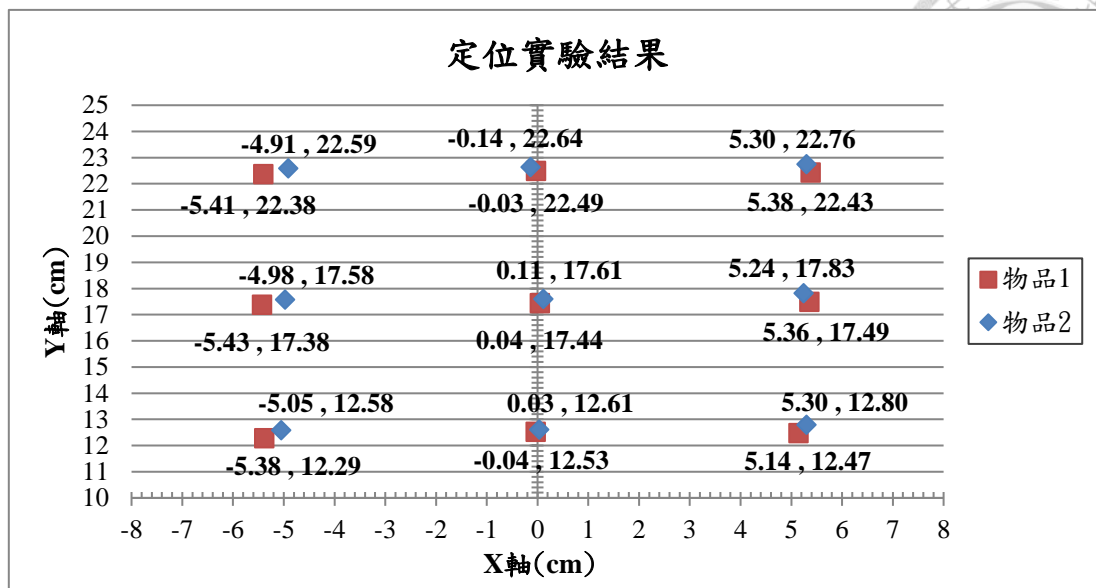 定位實驗結果
25
24
23
22
21
20
19
18
17
16
15
14
13
12
11
10
Y軸(cm)
-4.91 , 22.59
-0.14 , 22.64
5.30 , 22.76
-5.41 , 22.38
-0.03 , 22.49
5.38 , 22.43
-4.98 , 17.58
0.11 , 17.61
5.24 , 17.83
-5.43 , 17.38
0.04 , 17.44
5.36 , 17.49
-5.05 , 12.58
0.03 , 12.61
5.30 , 12.80
-5.38 , 12.29
-0.04 , 12.53
5.14 , 12.47
-8 -7 -6 -5 -4 -3 -2 -1 0 1 2 3 4 5 6 7 8
X軸(cm)
物品1
物品2